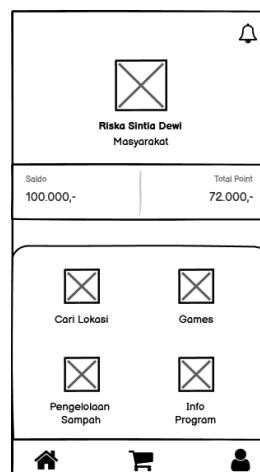 Riska Sintia Dewi
Masyarakat
Saldo
Total Point
100.000,-
72.000,-
Cari Lokasi
Games
Pengelolaan
Sampah
Info
Program